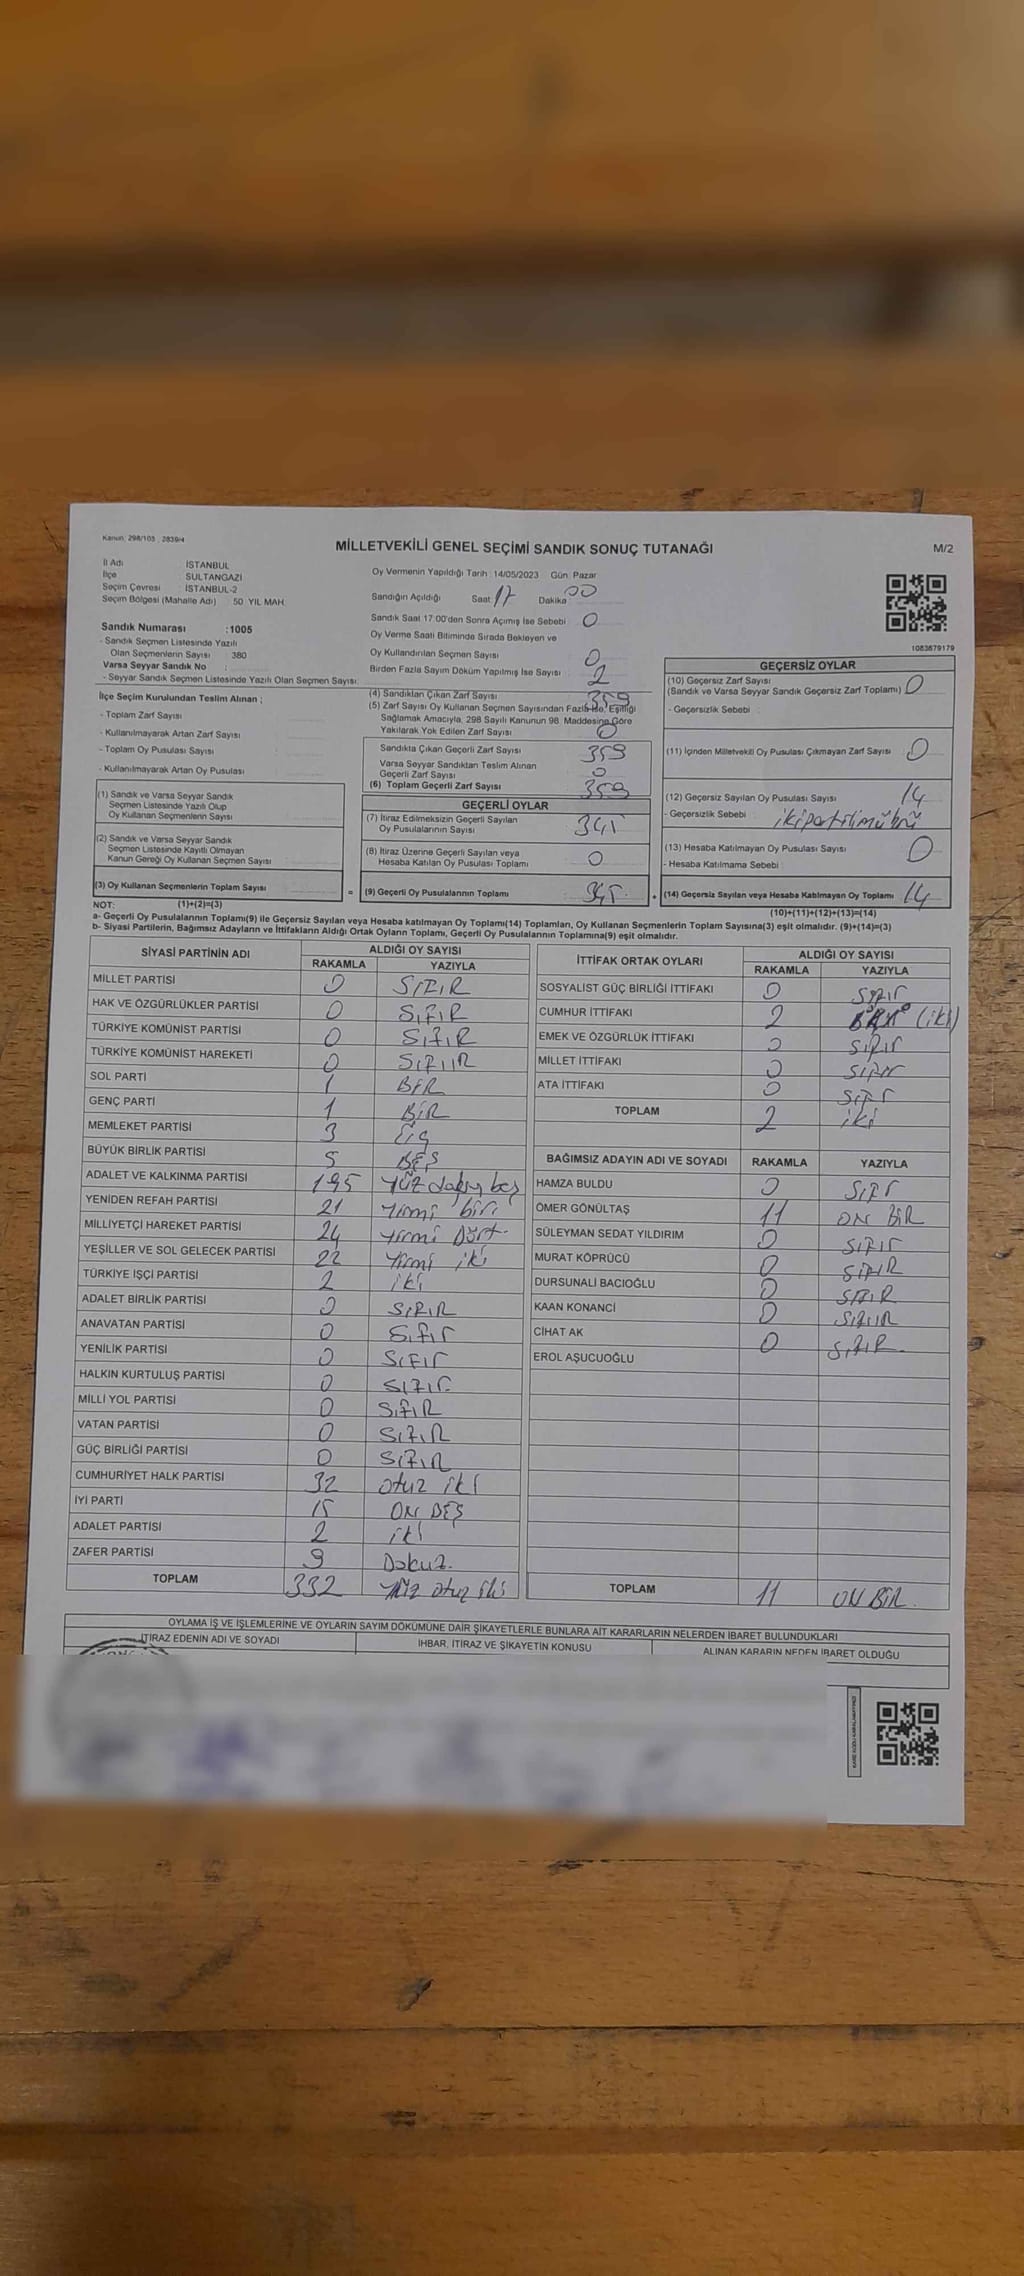 Kanun: 298/105 , 2839/4
MİLLETVEKİLİ GENEL SEÇİMİ SANDIK SONUÇ TUTANAĞI
M/2
İl Adı İSTANBUL
İlçe SULTANGAZİ
Seçim Çevresi İSTANBUL-2
Seçim Bölgesi (Mahalle Adı) 50 YIL MAH.
Oy Vermenin Yapıldığı Tarih :14/05/2023 Gün: Pazar
Sandığın Açıldığı Saat 17 Dakika: 00
Sandık Saat 17:00'den Sonra Açımış İse Sebebi 0
Oy Verme Saati Bitiminde Sırada Bekleyen ve
Oy Kullandırılan Seçmen Sayısı 0
Birden Fazla Sayım Döküm Yapılmış İse Sayısı : 2
1083679179
Sandık Numarası :1005
- Sandık Seçmen Listesinde Yazılı
Olan Seçmenlerin Sayısı : 380
Varsa Seyyar Sandık No :
- Seyyar Sandık Seçmen Listesinde Yazılı Olan Seçmen Sayısı:
İlçe Seçim Kurulundan Teslim Alınan ;
- Toplam Zarf Sayısı
- Kullanılmayarak Artan Zarf Sayısı
- Toplam Oy Pusulası Sayısı
- Kullanılmayarak Artan Oy Pusulası
(1) Sandık ve Varsa Seyyar Sandık
Seçmen Listesinde Yazılı Olup
Oy Kullanan Seçmenlerin Sayısı
(2) Sandık ve Varsa Seyyar Sandık
Seçmen Listesinde Kayıtlı Olmayan
Kanun Gereği Oy Kullanan Seçmen Sayısı
(3) Oy Kullanan Seçmenlerin Toplam Sayısı
(4) Sandıktan Çıkan Zarf Sayısı 359
(5) Zarf Sayısı Oy Kullanan Seçmen Sayısından Fazla İse, Eşitliği
Sağlamak Amacıyla, 298 Sayılı Kanunun 98. Maddesine Göre
Yakılarak Yok Edilen Zarf Sayısı 0
Sandıkta Çıkan Geçerli Zarf Sayısı 359
Varsa Seyyar Sandıktan Teslim Alınan
Geçerli Zarf Sayısı 0
(6) Toplam Geçerli Zarf Sayısı 359
GEÇERLİ OYLAR
(7) İtiraz Edilmeksizin Geçerli Sayılan
Oy Pusulalarının Sayısı 345
(8) İtiraz Üzerine Geçerli Sayılan veya
Hesaba Katılan Oy Pusulası Toplamı 0
= (9) Geçerli Oy Pusulalarının Toplamı 345 +
GEÇERSİZ OYLAR
(10) Geçersiz Zarf Sayısı 0
(Sandık ve Varsa Seyyar Sandık Geçersiz Zarf Toplamı)
- Geçersizlik Sebebi :
(11) İçinden Milletvekili Oy Pusulası Çıkmayan Zarf Sayısı 0
(12) Geçersiz Sayılan Oy Pusulası Sayısı 14
- Geçersizlik Sebebi :
(13) Hesaba Katılmayan Oy Pusulası Sayısı 0
- Hesaba Katılmama Sebebi :
(14) Geçersiz Sayılan veya Hesaba Katılmayan Oy Toplamı 14
NOT: (1)+(2)=(3)
(10)+(11)+(12)+(13)=(14)
a- Geçerli Oy Pusulalarının Toplamı(9) ile Geçersiz Sayılan veya Hesaba katılmayan Oy Toplamı(14) Toplamları, Oy Kullanan Seçmenlerin Toplam Sayısına(3) eşit olmalıdır. (9)+(14)=(3)
b- Siyasi Partilerin, Bağımsız Adayların ve İttifakların Aldığı Ortak Oyların Toplamı, Geçerli Oy Pusulalarının Toplamına(9) eşit olmalıdır.
SİYASİ PARTİNİN ADI ALDIĞI OY SAYISI
RAKAMLA YAZIYLA
MİLLET PARTİSİ 0 SIFIR
HAK VE ÖZGÜRLÜKLER PARTİSİ 0 SIFIR
TÜRKİYE KOMÜNİST PARTİSİ 0 SIFIR
TÜRKİYE KOMÜNİST HAREKETİ 0 SIFIIR
SOL PARTİ 1 BİR
GENÇ PARTİ 1 BİR
MEMLEKET PARTİSİ 3 Üç
BÜYÜK BİRLİK PARTİSİ 5 BEŞ
ADALET VE KALKINMA PARTİSİ 195 YÜZ beş
YENİDEN REFAH PARTİSİ 21 Yirmi biri
MİLLİYETÇİ HAREKET PARTİSİ 24 Yirmi Dört
YEŞİLLER VE SOL GELECEK PARTİSİ 22 Yirmi iki
TÜRKİYE İŞÇİ PARTİSİ 2 iki
ADALET BİRLİK PARTİSİ 0 SIFIR
ANAVATAN PARTİSİ 0 Sıfır
YENİLİK PARTİSİ 0 SIFIR
HALKIN KURTULUŞ PARTİSİ 0 SIFIR
MİLLİ YOL PARTİSİ 0 SIFIR
VATAN PARTİSİ 0 SIFIR
GÜÇ BİRLİĞİ PARTİSİ 0 SIFIR
CUMHURİYET HALK PARTİSİ 32 otuz iki
İYİ PARTİ 15 ON BEŞ
ADALET PARTİSİ 2 iki
ZAFER PARTİSİ 9 Dokuz.
TOPLAM 332 Yüz otuz iki
İTTİFAK ORTAK OYLARI ALDIĞI OY SAYISI
RAKAMLA YAZIYLA
SOSYALİST GÜÇ BİRLİĞİ İTTİFAKI 0 SIFIR
CUMHUR İTTİFAKI 2 (iki)
EMEK VE ÖZGÜRLÜK İTTİFAKI 0 SIFIR
MİLLET İTTİFAKI 0 SIFIR
ATA İTTİFAKI 0 SIFIR
TOPLAM 2 iki
BAĞIMSIZ ADAYIN ADI VE SOYADI RAKAMLA YAZIYLA
HAMZA BULDU 0 SIFIR
ÖMER GÖNÜLTAŞ 11 ON BİR
SÜLEYMAN SEDAT YILDIRIM 0 SIFIR
MURAT KÖPRÜCÜ 0 SIFIR
DURSUNALİ BACIOĞLU 0 SIFIR
KAAN KONANCİ 0 SIFIIR
CİHAT AK 0 SIFIR.
EROL AŞUCUOĞLU
TOPLAM 11 ON BİR.
OYLAMA İŞ VE İŞLEMLERİNE VE OYLARIN SAYIM DÖKÜMÜNE DAİR ŞİKAYETLERLE BUNLARA AİT KARARLARIN NELERDEN İBARET BULUNDUKLARI
İTİRAZ EDENİN ADI VE SOYADI İHBAR, İTİRAZ VE ŞİKAYETİN KONUSU ALINAN KARARIN NEDEN İBARET OLDUĞU